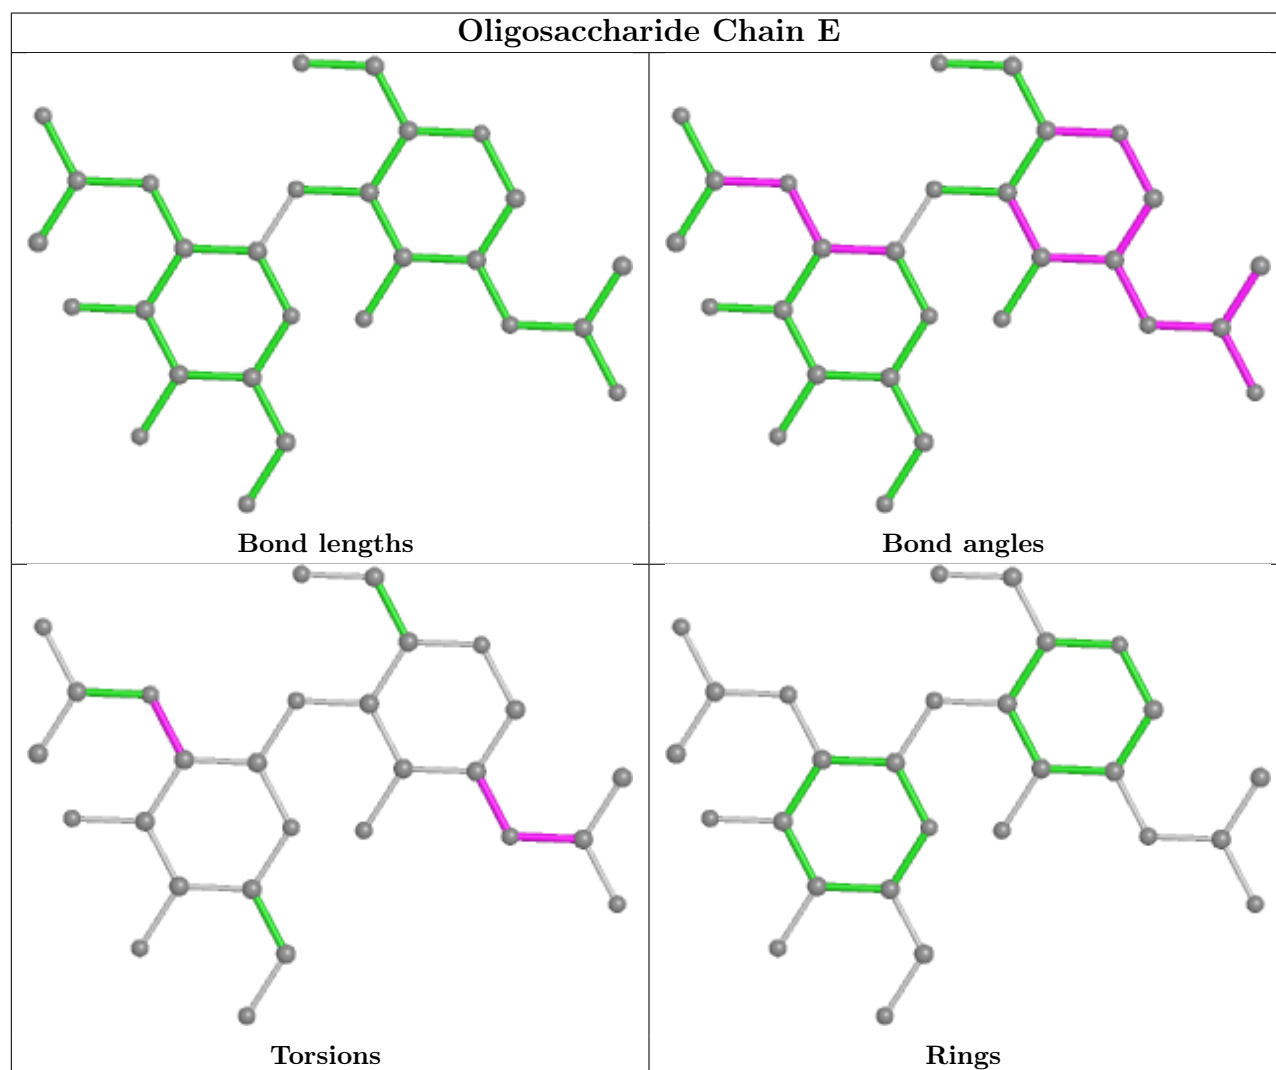 Oligosaccharide Chain E
Bond lengths
Bond angles
Torsions
Rings